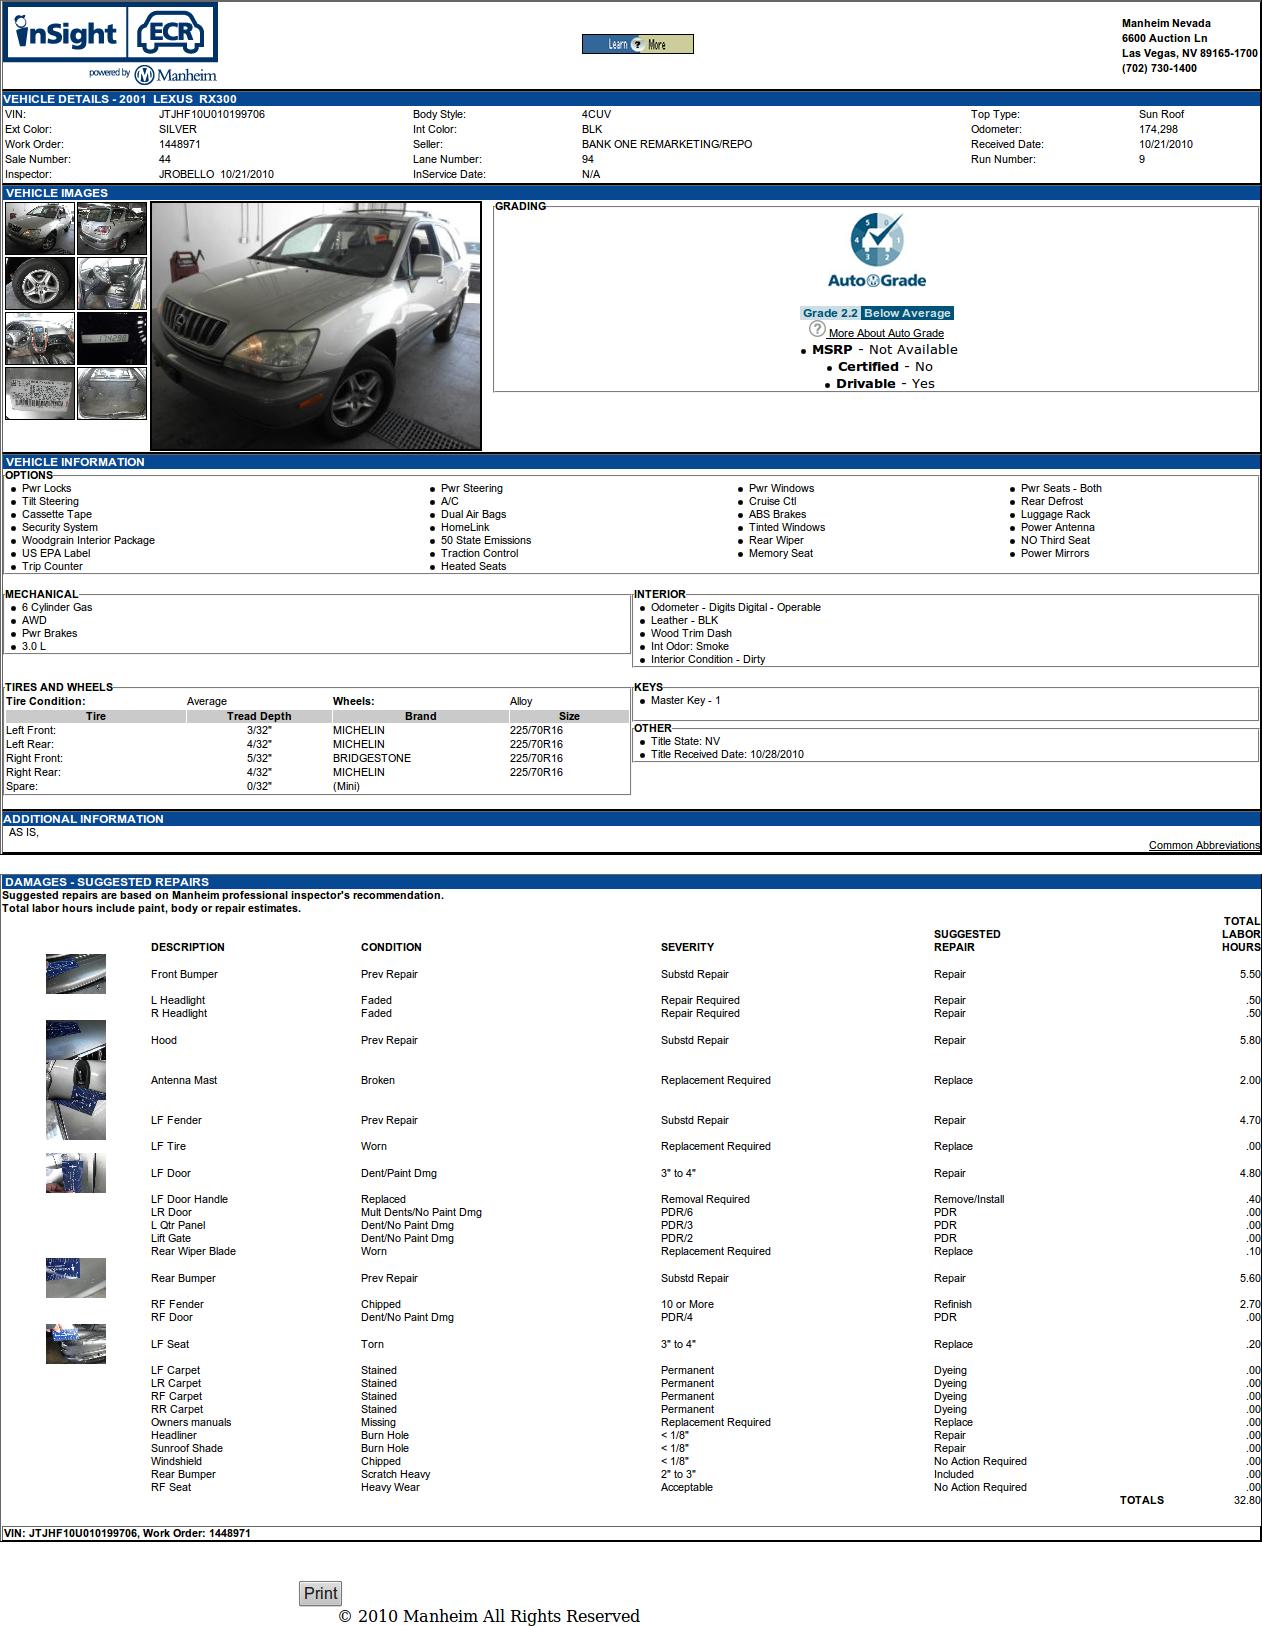 inSight ECR
powered by Manheim
Learn ? More
Manheim Nevada
6600 Auction Ln
Las Vegas, NV 89165-1700
(702) 730-1400
VEHICLE DETAILS - 2001 LEXUS RX300
VIN: JTJHF10U010199706 Body Style: 4CUV Top Type: Sun Roof
Ext Color: SILVER Int Color: BLK Odometer: 174,298
Work Order: 1448971 Seller: BANK ONE REMARKETING/REPO Received Date: 10/21/2010
Sale Number: 44 Lane Number: 94 Run Number: 9
Inspector: JROBELLO 10/21/2010 InService Date: N/A
VEHICLE IMAGES
174298
GRADING
5 0 4 1 3 2
AutoGrade
Grade 2.2 Below Average
? More About Auto Grade
• MSRP - Not Available
• Certified - No
• Drivable - Yes
VEHICLE INFORMATION
OPTIONS
• Pwr Locks • Pwr Steering • Pwr Windows • Pwr Seats - Both
• Tilt Steering • A/C • Cruise Ctl • Rear Defrost
• Cassette Tape • Dual Air Bags • ABS Brakes • Luggage Rack
• Security System • HomeLink • Tinted Windows • Power Antenna
• Woodgrain Interior Package • 50 State Emissions • Rear Wiper • NO Third Seat
• US EPA Label • Traction Control • Memory Seat • Power Mirrors
• Trip Counter • Heated Seats
MECHANICAL
• 6 Cylinder Gas
• AWD
• Pwr Brakes
• 3.0 L
INTERIOR
• Odometer - Digits Digital - Operable
• Leather - BLK
• Wood Trim Dash
• Int Odor: Smoke
• Interior Condition - Dirty
TIRES AND WHEELS
Tire Condition: Average Wheels: Alloy
Tire Tread Depth Brand Size
Left Front: 3/32" MICHELIN 225/70R16
Left Rear: 4/32" MICHELIN 225/70R16
Right Front: 5/32" BRIDGESTONE 225/70R16
Right Rear: 4/32" MICHELIN 225/70R16
Spare: 0/32" (Mini)
KEYS
• Master Key - 1
OTHER
• Title State: NV
• Title Received Date: 10/28/2010
ADDITIONAL INFORMATION
AS IS,
Common Abbreviations
DAMAGES - SUGGESTED REPAIRS
Suggested repairs are based on Manheim professional inspector's recommendation.
Total labor hours include paint, body or repair estimates.
DESCRIPTION CONDITION SEVERITY SUGGESTED REPAIR TOTAL LABOR HOURS
Front Bumper Prev Repair Substd Repair Repair 5.50
L Headlight Faded Repair Required Repair .50
R Headlight Faded Repair Required Repair .50
Hood Prev Repair Substd Repair Repair 5.80
Antenna Mast Broken Replacement Required Replace 2.00
LF Fender Prev Repair Substd Repair Repair 4.70
LF Tire Worn Replacement Required Replace .00
LF Door Dent/Paint Dmg 3" to 4" Repair 4.80
LF Door Handle Replaced Removal Required Remove/Install .40
LR Door Mult Dents/No Paint Dmg PDR/6 PDR .00
L Qtr Panel Dent/No Paint Dmg PDR/3 PDR .00
Lift Gate Dent/No Paint Dmg PDR/2 PDR .00
Rear Wiper Blade Worn Replacement Required Replace .10
Rear Bumper Prev Repair Substd Repair Repair 5.60
RF Fender Chipped 10 or More Refinish 2.70
RF Door Dent/No Paint Dmg PDR/4 PDR .00
LF Seat Torn 3" to 4" Replace .20
LF Carpet Stained Permanent Dyeing .00
LR Carpet Stained Permanent Dyeing .00
RF Carpet Stained Permanent Dyeing .00
RR Carpet Stained Permanent Dyeing .00
Owners manuals Missing Replacement Required Replace .00
Headliner Burn Hole < 1/8" Repair .00
Sunroof Shade Burn Hole < 1/8" Repair .00
Windshield Chipped < 1/8" No Action Required .00
Rear Bumper Scratch Heavy 2" to 3" Included .00
RF Seat Heavy Wear Acceptable No Action Required .00
TOTALS 32.80
VIN: JTJHF10U010199706, Work Order: 1448971
Print
© 2010 Manheim All Rights Reserved